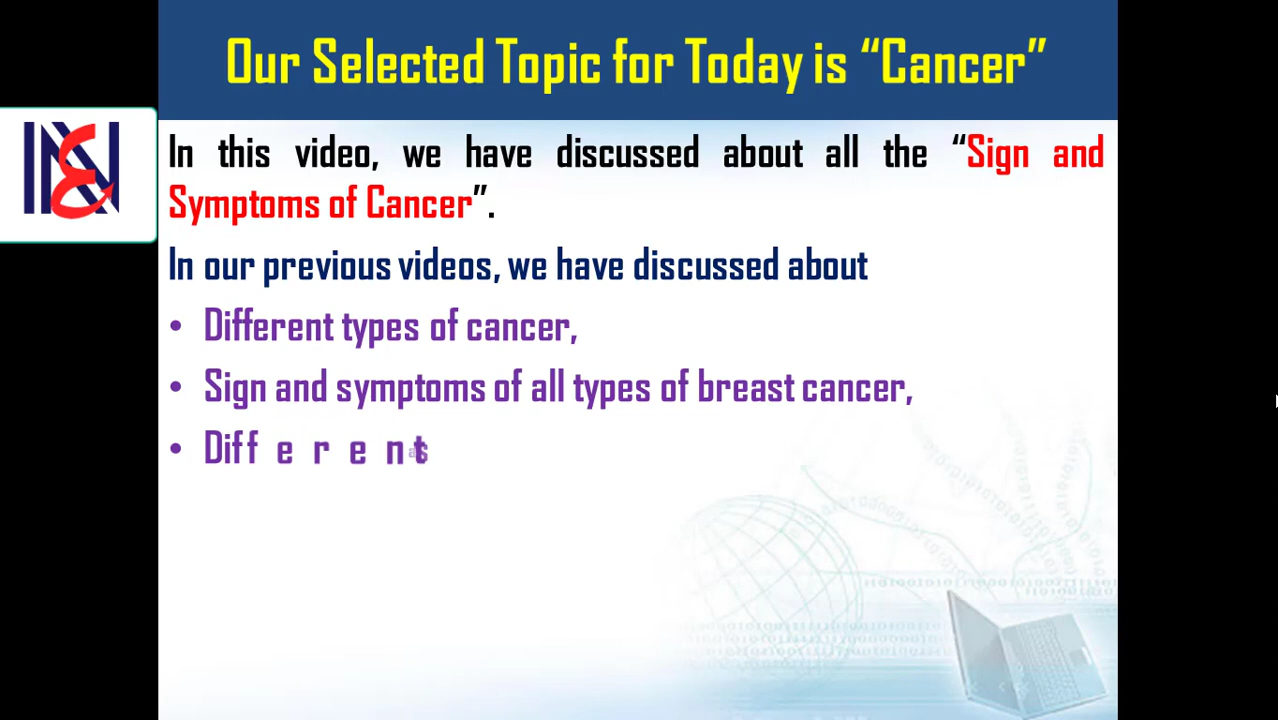 Our Selected Topic for Today is “Cancer”
In this video, we have discussed about all the “Sign and
Symptoms of Cancer”.
In our previous videos, we have discussed about
• Different types of cancer,
• Sign and symptoms of all types of breast cancer,
• Different